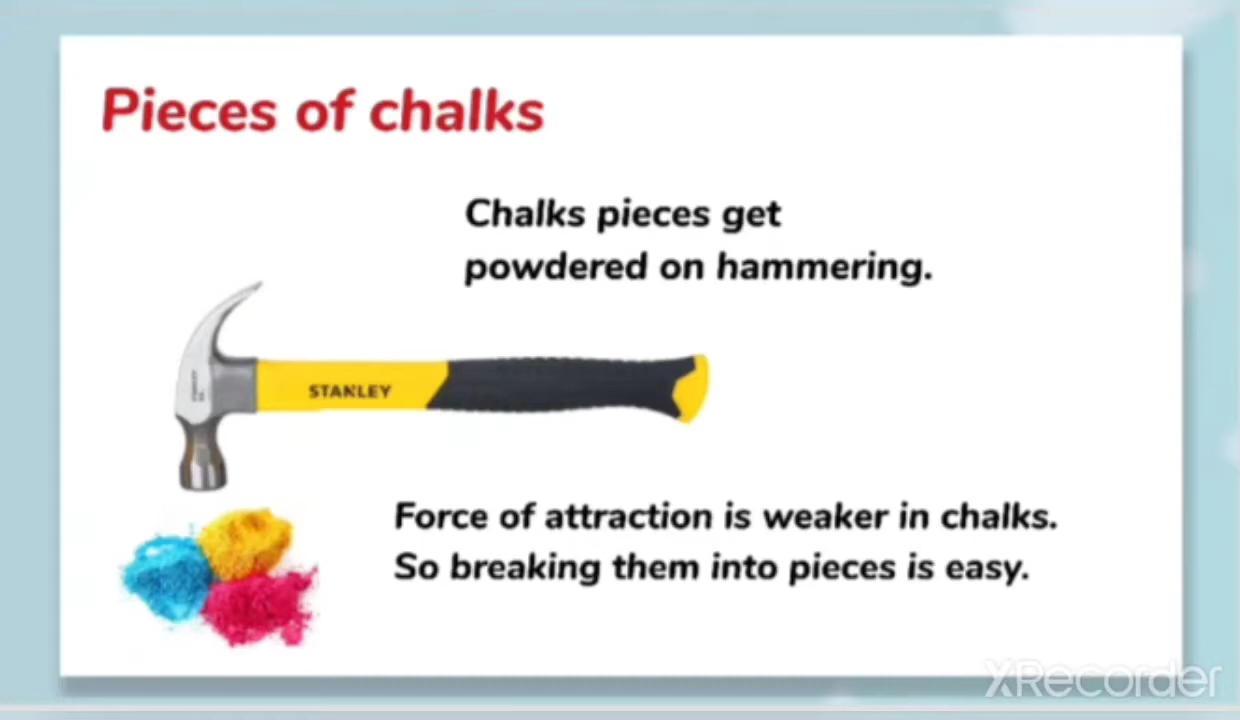 Pieces of chalks
Chalks pieces get
powdered on hammering.
STANLEY
Force of attraction is weaker in chalks.
So breaking them into pieces is easy.
XRecorder